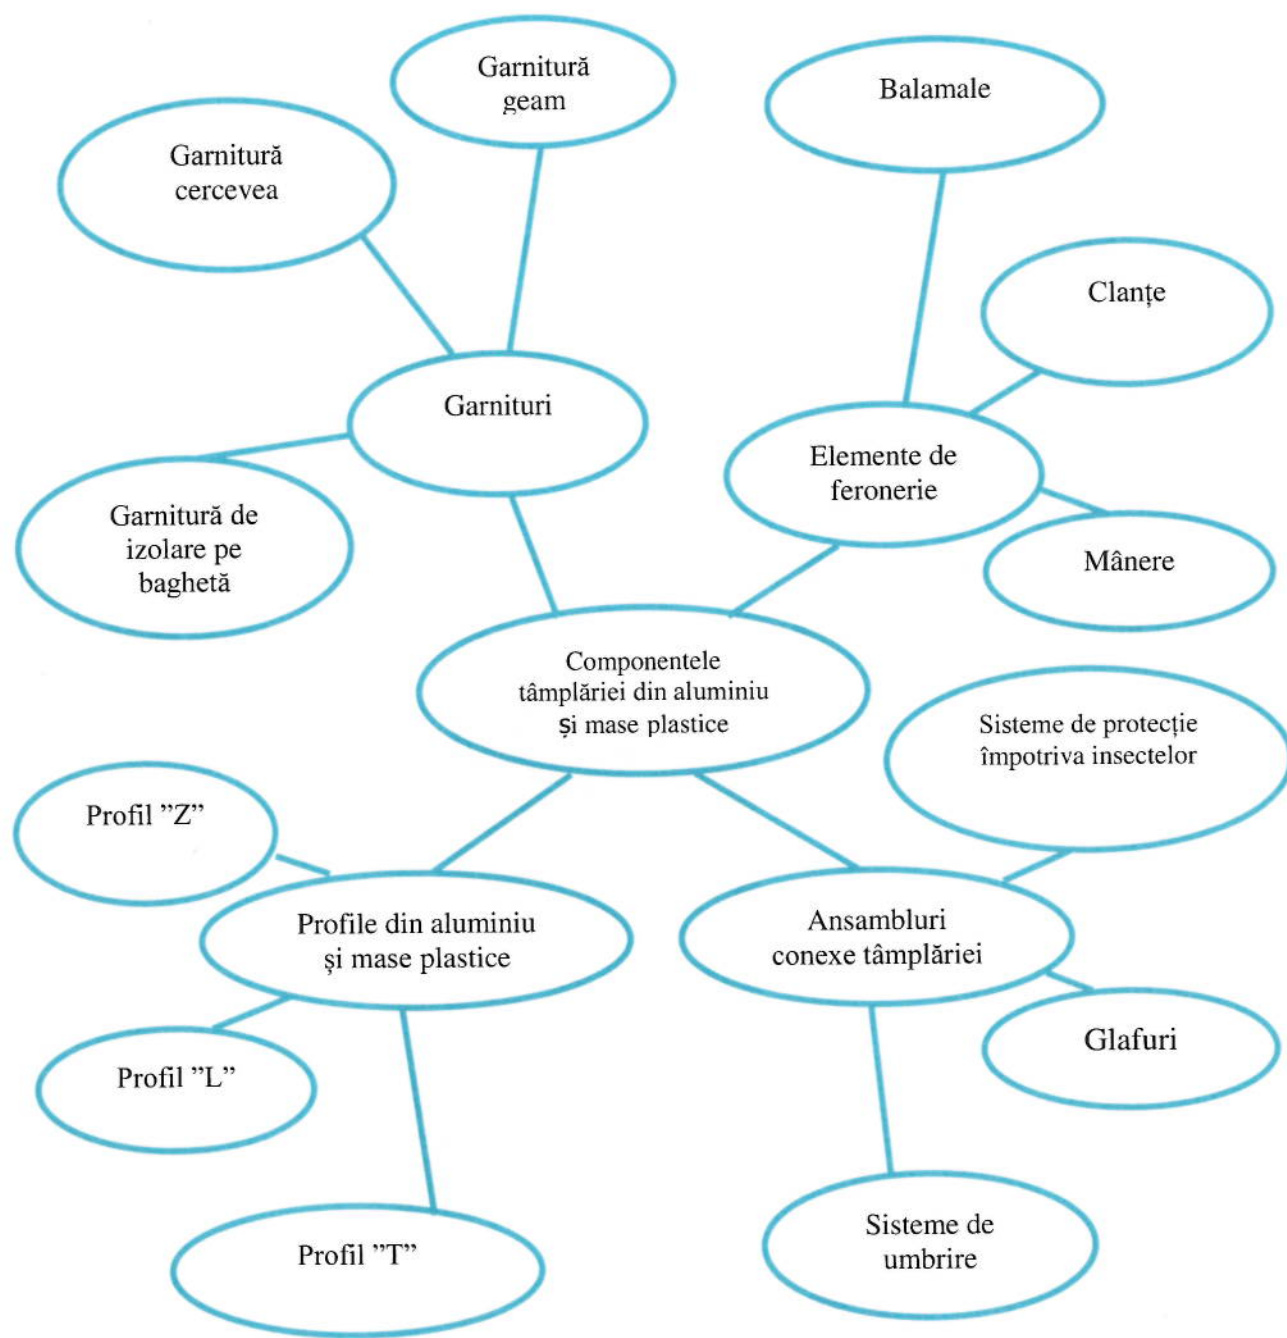 Garnitură
geam
Balamale
Garnitură
cercevea
Clanțe
Garnituri
Elemente de
feronerie
Garnitură de
izolare pe
baghetă
Mânere
Componentele
tâmplăriei din aluminiu
și mase plastice
Sisteme de protecție
împotriva insectelor
Profil ”Z”
Profile din aluminiu
și mase plastice
Ansambluri
conexe tâmplăriei
Glafuri
Profil ”L”
Profil ”T”
Sisteme de
umbrire